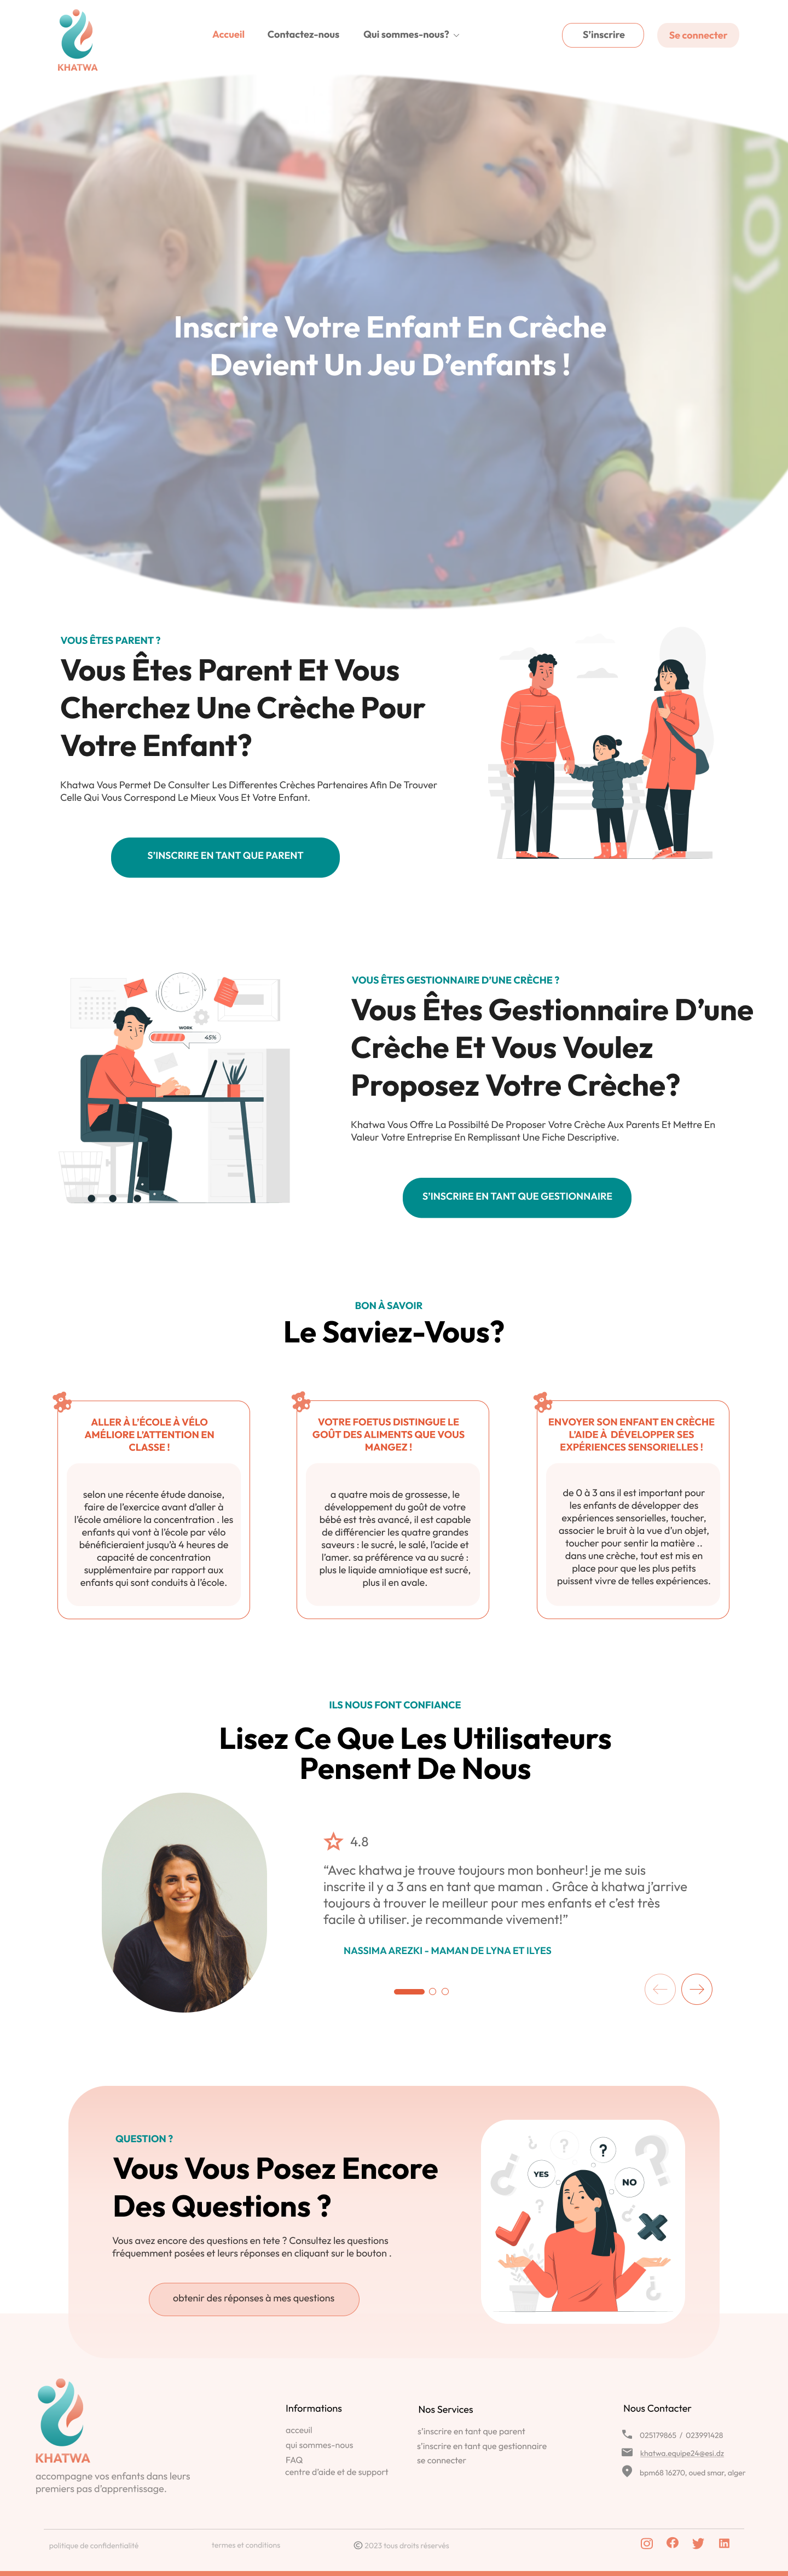 KHATWA
Accueil
Contactez-nous
Qui sommes-nous?
S'inscrire
Se connecter
Inscrire Votre Enfant En Crèche
Devient Un Jeu D'enfants !
VOUS ÊTES PARENT ?
Vous Êtes Parent Et Vous
Cherchez Une Crèche Pour
Votre Enfant?
Khatwa Vous Permet De Consulter Les Differentes Crèches Partenaires Afin De Trouver
Celle Qui Vous Correspond Le Mieux Vous Et Votre Enfant.
S'INSCRIRE EN TANT QUE PARENT
WORK
45%
VOUS ÊTES GESTIONNAIRE D'UNE CRÈCHE ?
Vous Êtes Gestionnaire D'une
Crèche Et Vous Voulez
Proposez Votre Crèche?
Khatwa Vous Offre La Possibilté De Proposer Votre Crèche Aux Parents Et Mettre En
Valeur Votre Entreprise En Remplissant Une Fiche Descriptive.
S'INSCRIRE EN TANT QUE GESTIONNAIRE
BON À SAVOIR
Le Saviez-Vous?
ALLER À L'ÉCOLE À VÉLO
AMÉLIORE L'ATTENTION EN
CLASSE !
selon une récente étude danoise,
faire de l'exercice avant d'aller à
l'école améliore la concentration . les
enfants qui vont à l'école par vélo
bénéficieraient jusqu'à 4 heures de
capacité de concentration
supplémentaire par rapport aux
enfants qui sont conduits à l'école.
VOTRE FOETUS DISTINGUE LE
GOÛT DES ALIMENTS QUE VOUS
MANGEZ !
a quatre mois de grossesse, le
développement du goût de votre
bébé est très avancé, il est capable
de différencier les quatre grandes
saveurs : le sucré, le salé, l'acide et
l'amer. sa préférence va au sucré :
plus le liquide amniotique est sucré,
plus il en avale.
ENVOYER SON ENFANT EN CRÈCHE
L'AIDE À DÉVELOPPER SES
EXPÉRIENCES SENSORIELLES !
de 0 à 3 ans il est important pour
les enfants de développer des
expériences sensorielles, toucher,
associer le bruit à la vue d'un objet,
toucher pour sentir la matière ..
dans une crèche, tout est mis en
place pour que les plus petits
puissent vivre de telles expériences.
ILS NOUS FONT CONFIANCE
Lisez Ce Que Les Utilisateurs
Pensent De Nous
4.8
“Avec khatwa je trouve toujours mon bonheur! je me suis
inscrite il y a 3 ans en tant que maman . Grâce à khatwa j'arrive
toujours à trouver le meilleur pour mes enfants et c'est très
facile à utiliser. je recommande vivement!”
NASSIMA AREZKI - MAMAN DE LYNA ET ILYES
QUESTION ?
Vous Vous Posez Encore
Des Questions ?
Vous avez encore des questions en tete ? Consultez les questions
fréquemment posées et leurs réponses en cliquant sur le bouton .
obtenir des réponses à mes questions
YES
?
NO
KHATWA
accompagne vos enfants dans leurs
premiers pas d'apprentissage.
Informations
acceuil
qui sommes-nous
FAQ
centre d'aide et de support
Nos Services
s'inscrire en tant que parent
s'inscrire en tant que gestionnaire
se connecter
Nous Contacter
025179865 / 023991428
khatwa.equipe24@esi.dz
bpm68 16270, oued smar, alger
politique de confidentialité
termes et conditions
© 2023 tous droits réservés